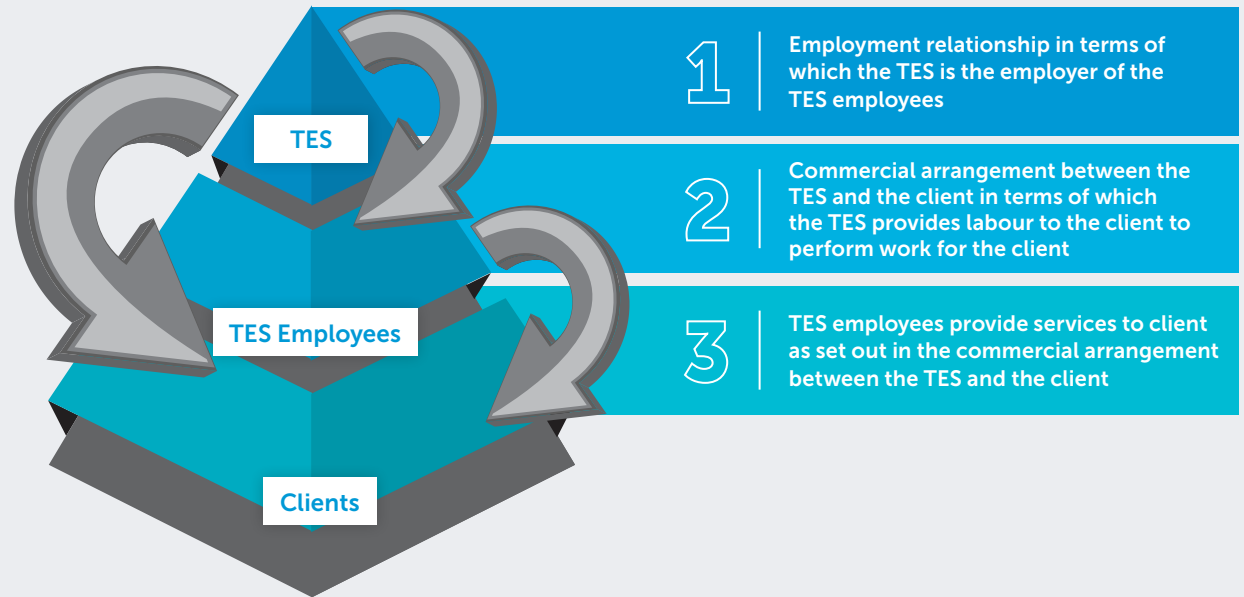 TES
TES Employees
Clients
1
Employment relationship in terms of
which the TES is the employer of the
TES employees
2
Commercial arrangement between the
TES and the client in terms of which
the TES provides labour to the client to
perform work for the client
3
TES employees provide services to client
as set out in the commercial arrangement
between the TES and the client